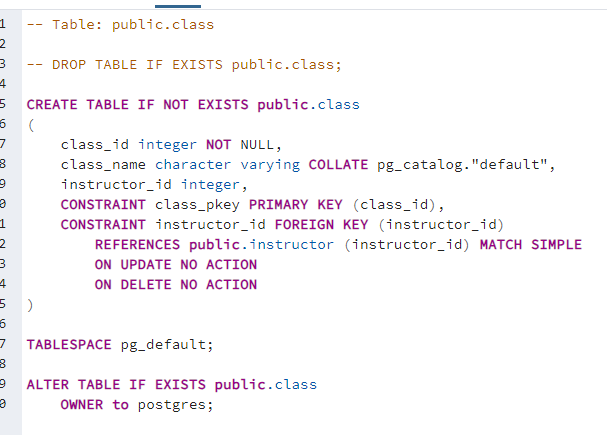 1 -- Table: public.class
2
3 -- DROP TABLE IF EXISTS public.class;
4
5 CREATE TABLE IF NOT EXISTS public.class
6 (
7     class_id integer NOT NULL,
8     class_name character varying COLLATE pg_catalog."default",
9     instructor_id integer,
0     CONSTRAINT class_pkey PRIMARY KEY (class_id),
1     CONSTRAINT instructor_id FOREIGN KEY (instructor_id)
2         REFERENCES public.instructor (instructor_id) MATCH SIMPLE
3         ON UPDATE NO ACTION
4         ON DELETE NO ACTION
5 )
6
7 TABLESPACE pg_default;
8
9 ALTER TABLE IF EXISTS public.class
0     OWNER to postgres;